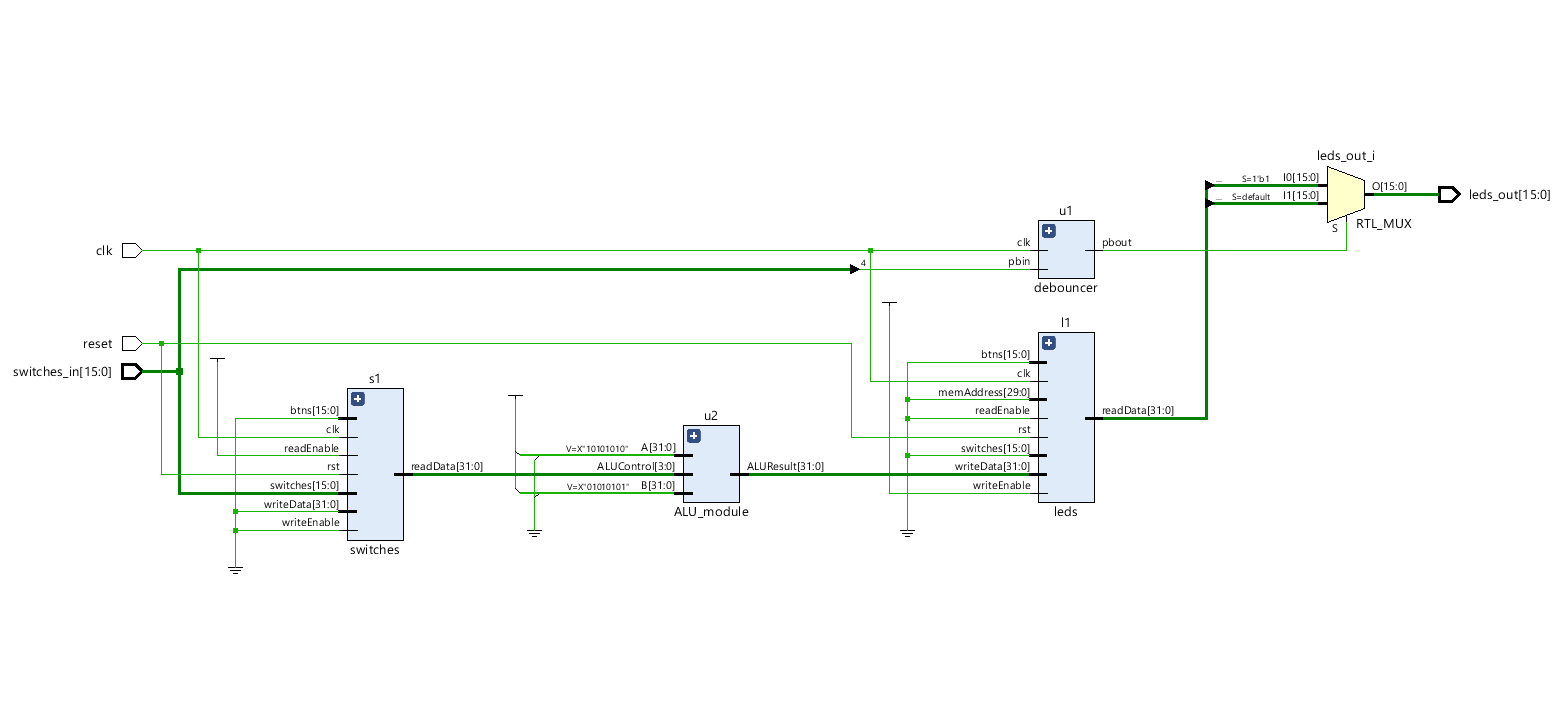 leds_out_i
S=1'b1 I0[15:0]
S=default I1[15:0]
O[15:0]
leds_out[15:0]
S
RTL_MUX
u1
clk
clk
pbout
4
pbin
debouncer
reset
switches_in[15:0]
l1
btns[15:0]
clk
memAddress[29:0]
readEnable
readData[31:0]
rst
switches[15:0]
writeData[31:0]
writeEnable
leds
s1
btns[15:0]
clk
readEnable
rst
readData[31:0]
switches[15:0]
writeData[31:0]
writeEnable
switches
u2
V=X"10101010" A[31:0]
ALUControl[3:0]
ALUResult[31:0]
V=X"01010101" B[31:0]
ALU_module